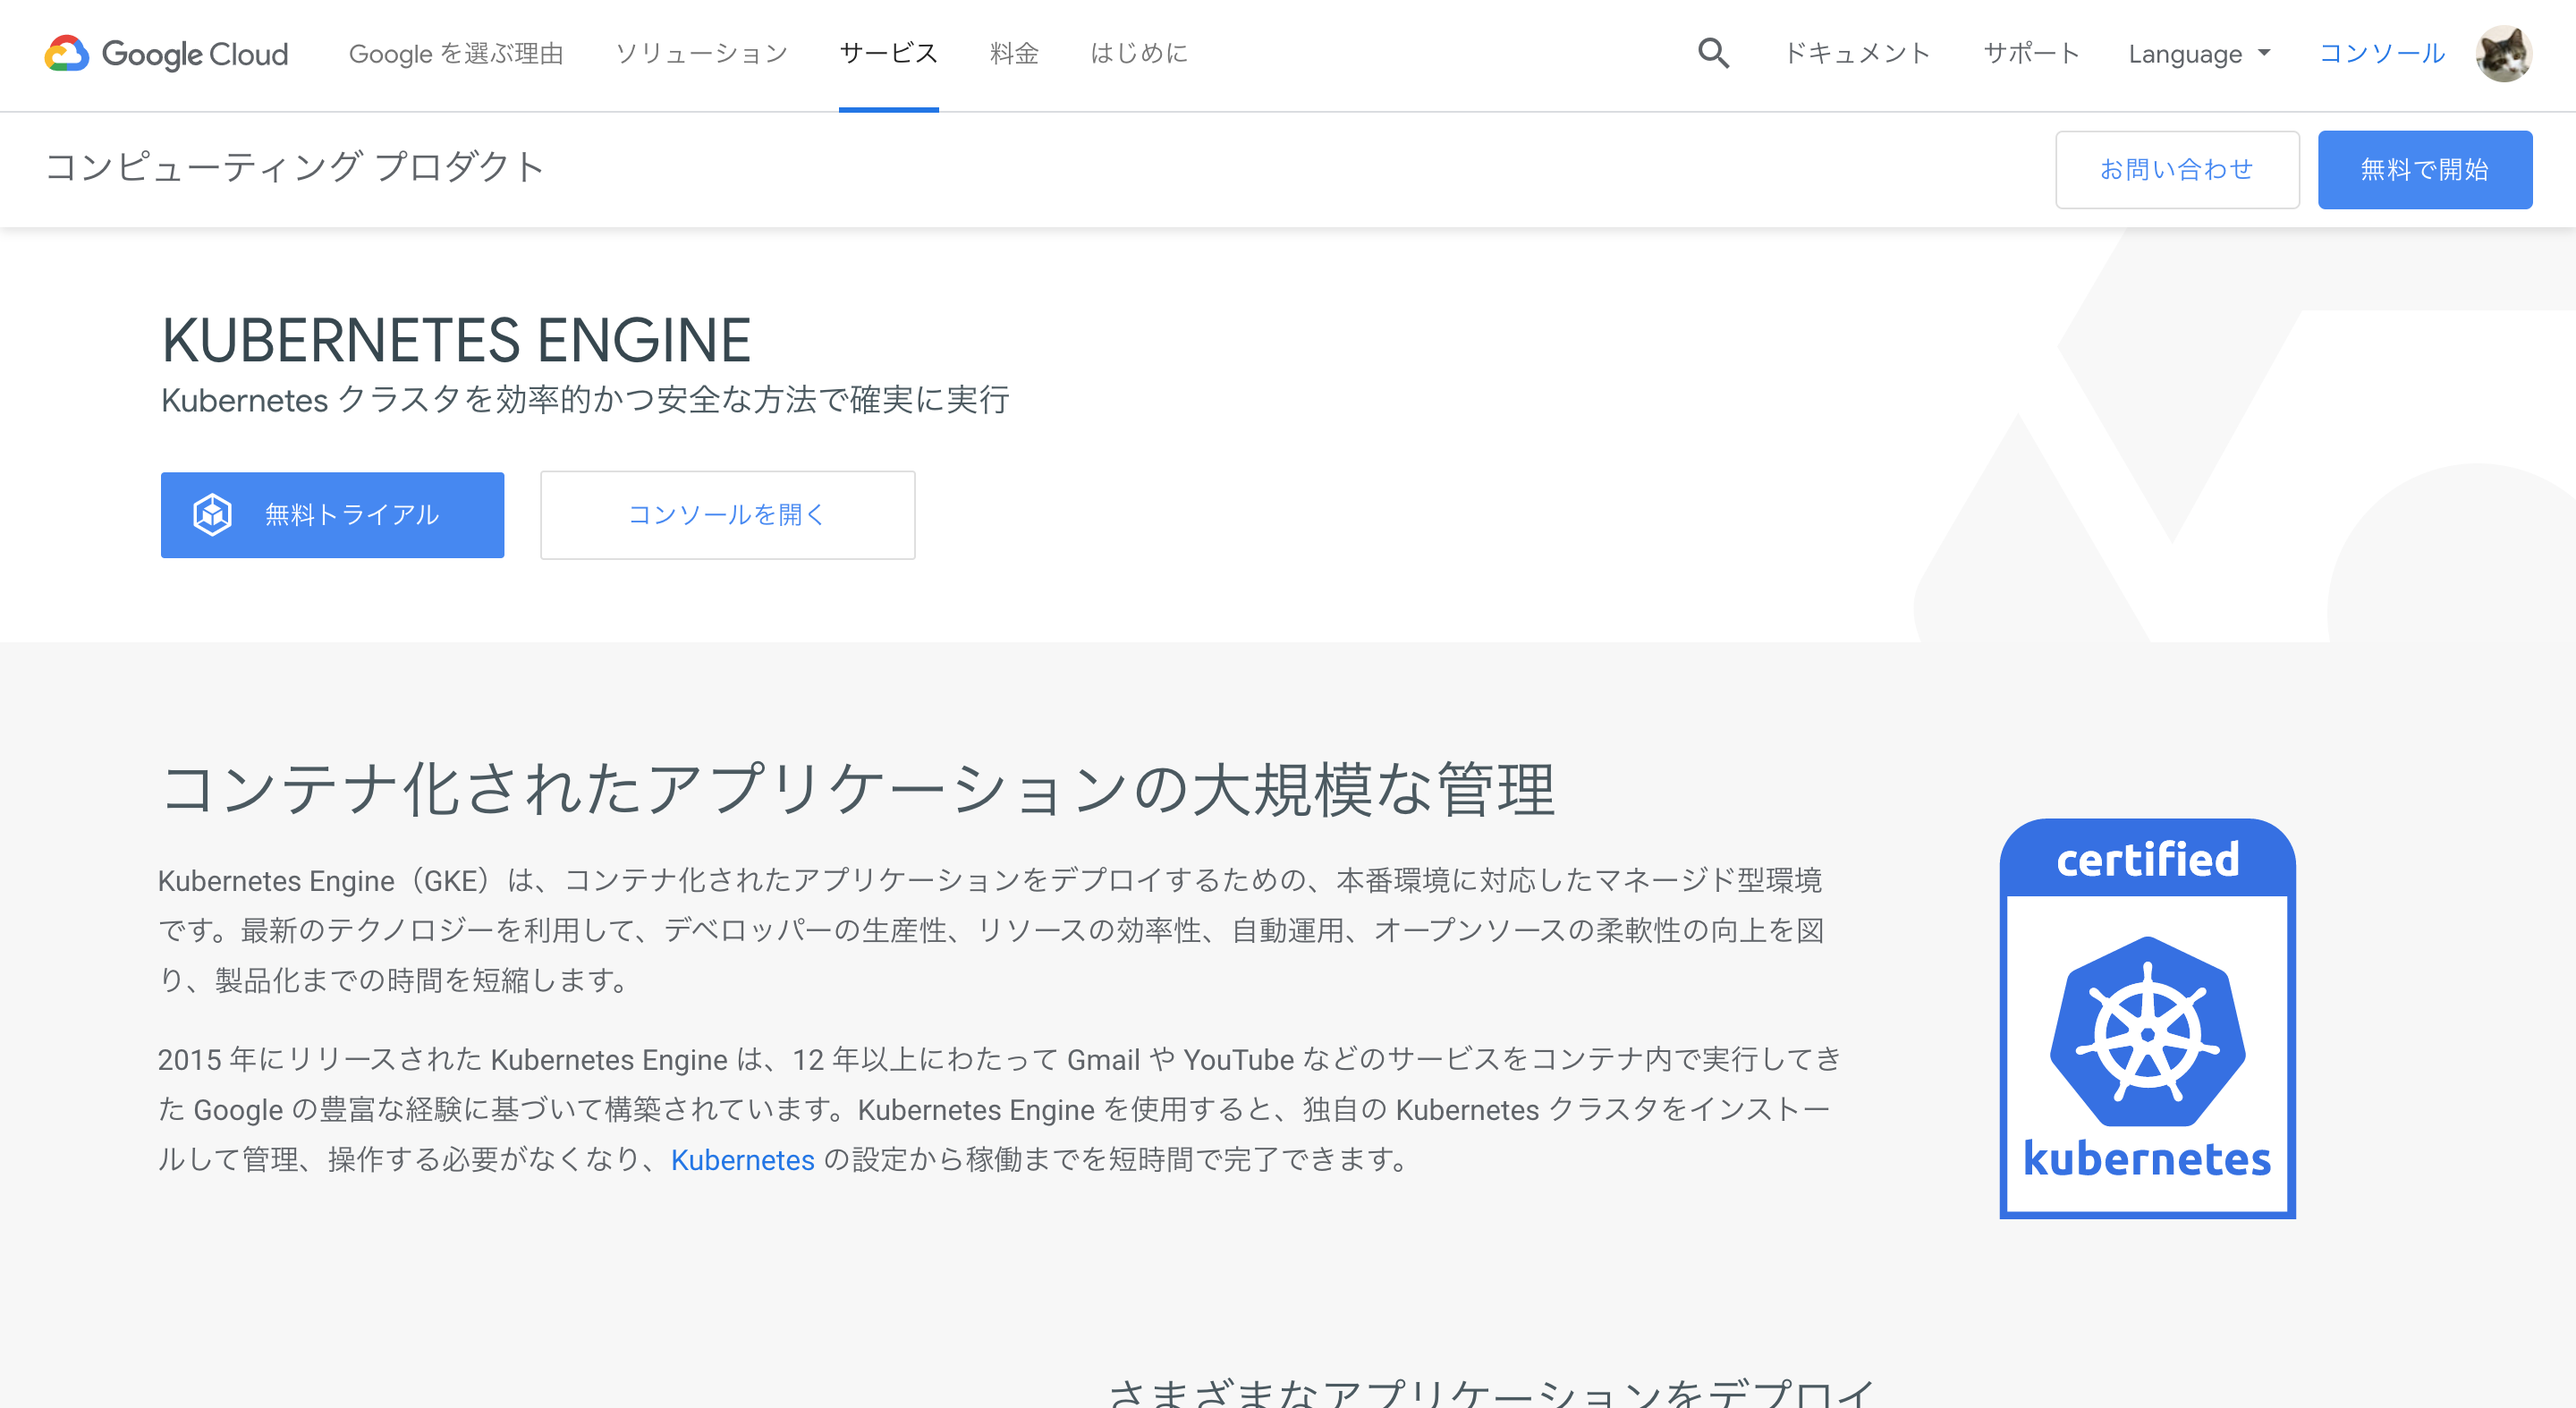 Google Cloud
Google を選ぶ理由
ソリューション
サービス
料金
はじめに
ドキュメント
サポート
Language
コンソール
コンピューティング プロダクト
お問い合わせ
無料で開始
KUBERNETES ENGINE
Kubernetes クラスタを効率的かつ安全な方法で確実に実行
無料トライアル
コンソールを開く
コンテナ化されたアプリケーションの大規模な管理
Kubernetes Engine（GKE）は、コンテナ化されたアプリケーションをデプロイするための、本番環境に対応したマネージド型環境
です。最新のテクノロジーを利用して、デベロッパーの生産性、リソースの効率性、自動運用、オープンソースの柔軟性の向上を図
り、製品化までの時間を短縮します。
2015 年にリリースされた Kubernetes Engine は、12 年以上にわたって Gmail や YouTube などのサービスをコンテナ内で実行してき
た Google の豊富な経験に基づいて構築されています。Kubernetes Engine を使用すると、独自の Kubernetes クラスタをインストー
ルして管理、操作する必要がなくなり、Kubernetes の設定から稼働までを短時間で完了できます。
certified
kubernetes
さまざまなアプリケーションをデプロイ